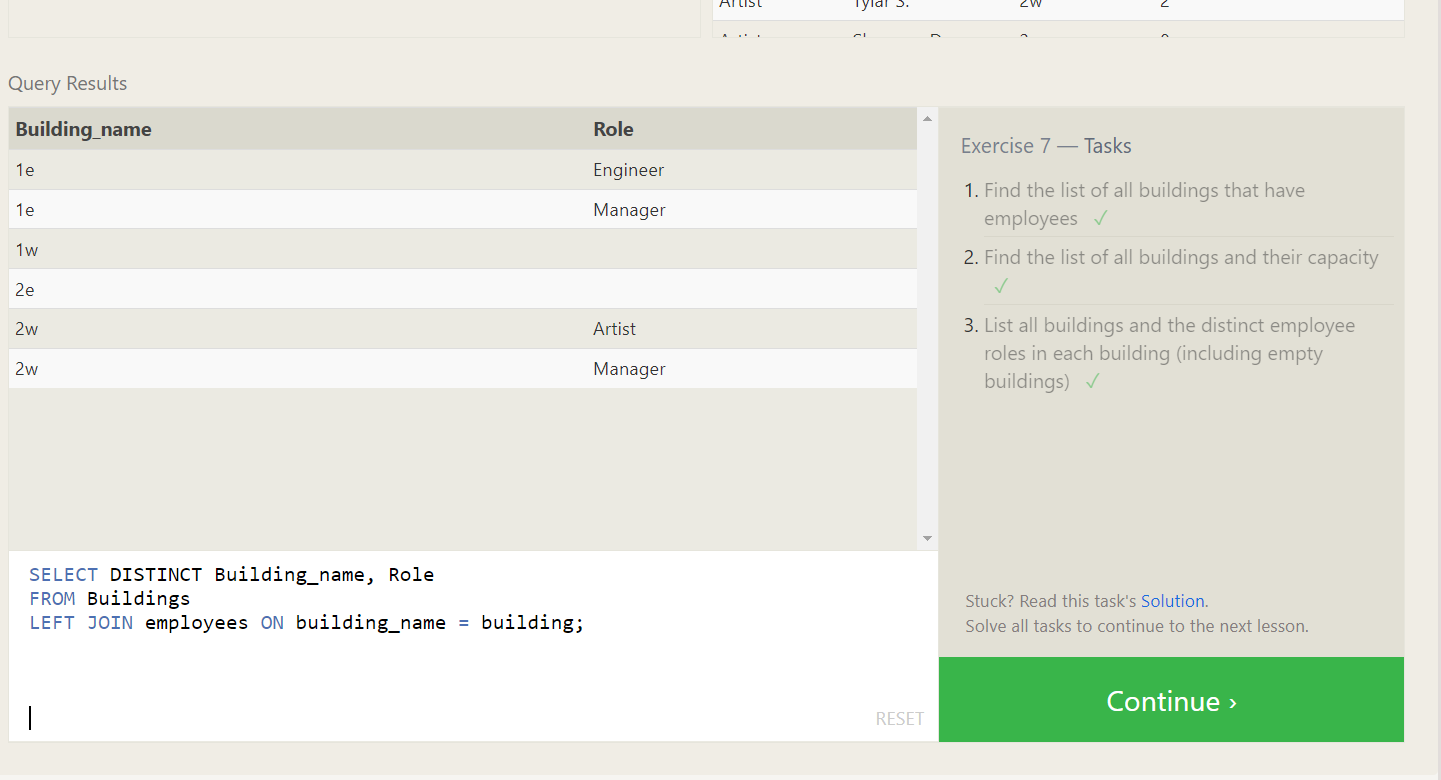 Artist Tylar S. 2w 2
Query Results
Building_name Role
1e Engineer
1e Manager
1w
2e
2w Artist
2w Manager
SELECT DISTINCT Building_name, Role
FROM Buildings
LEFT JOIN employees ON building_name = building;
RESET
Exercise 7 — Tasks
1. Find the list of all buildings that have
employees ✓
2. Find the list of all buildings and their capacity
✓
3. List all buildings and the distinct employee
roles in each building (including empty
buildings) ✓
Stuck? Read this task's Solution.
Solve all tasks to continue to the next lesson.
Continue ›